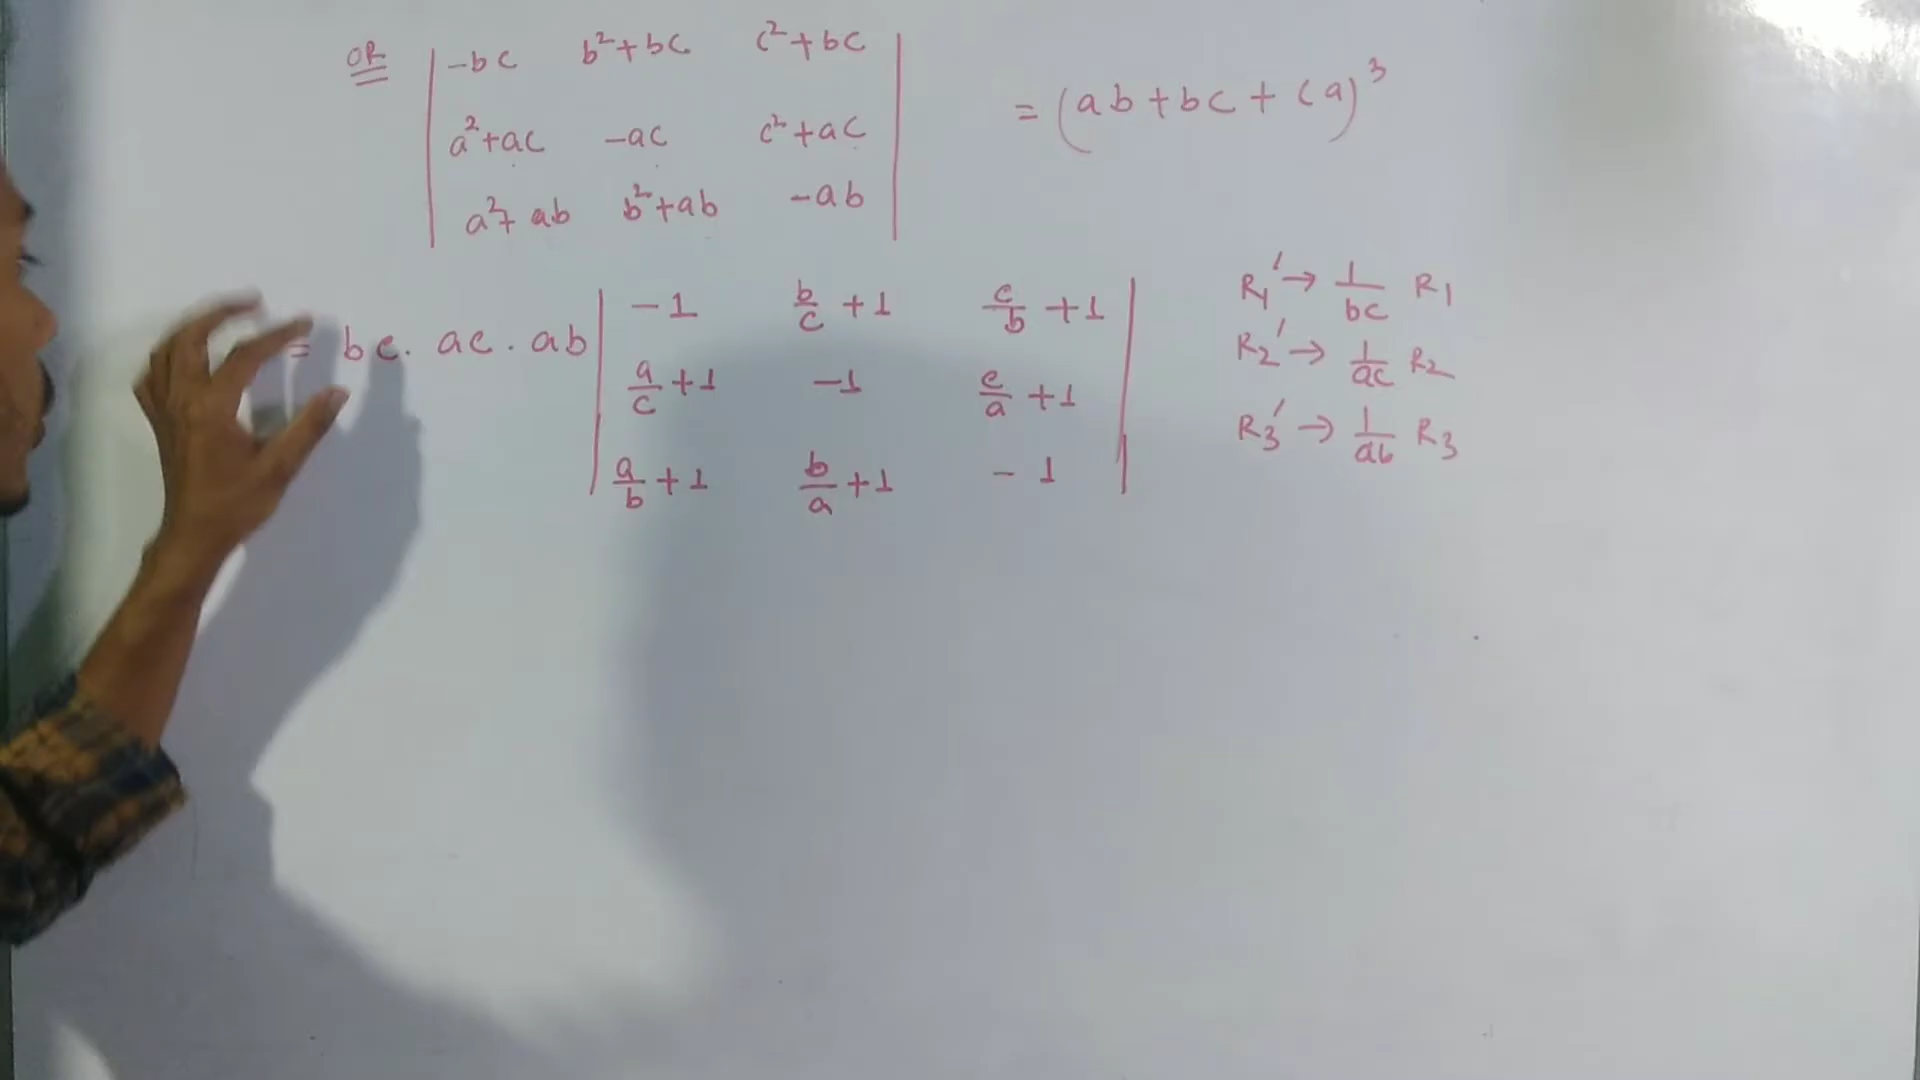 OR | -bc b²+bc c²+bc |
| a²+ac -ac c²+ac | = (ab+bc+ca)³
| a²+ab b²+ab -ab |
= bc. ac. ab | -1 b/c +1 c/b +1 | R₁' → 1/bc R₁
| a/c +1 -1 c/a +1 | R₂' → 1/ac R₂
| a/b +1 b/a +1 -1 | R₃' → 1/ab R₃